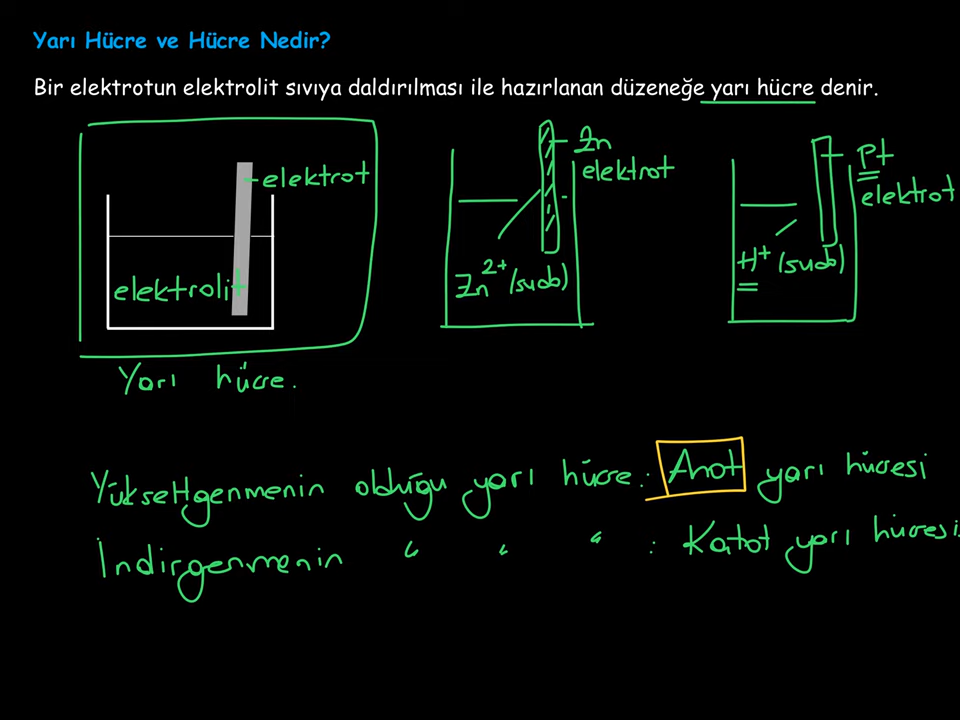 Yarı Hücre ve Hücre Nedir?
Bir elektrotun elektrolit sıvıya daldırılması ile hazırlanan düzeneğe yarı hücre denir.
elektrot
elektrolit
Yarı hücre.
Zn
elektrot
Zn²⁺(suda)
Pt
elektrot
H⁺(suda)
Yükseltgenmenin olduğu yarı hücre: Anot yarı hücresi
İndirgenmenin " " " : Katot yarı hücresi